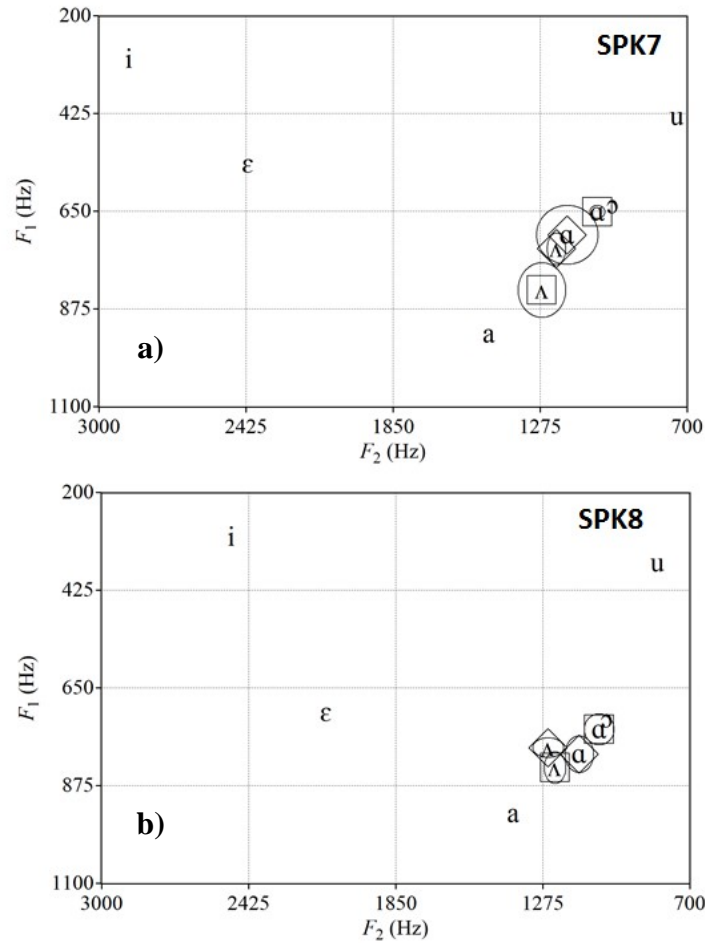 200
SPK7
i
425
u
ε
F₁ (Hz)
650
ɑ ɔ
ɑ
ʌ
ʌ
875
a
a)
1100
3000 2425 1850 1275 700
F₂ (Hz)
200
SPK8
i
u
425
F₁ (Hz)
650
ε
ɑ ɔ
ʌ ɑ
ʌ
875
a
b)
1100
3000 2425 1850 1275 700
F₂ (Hz)